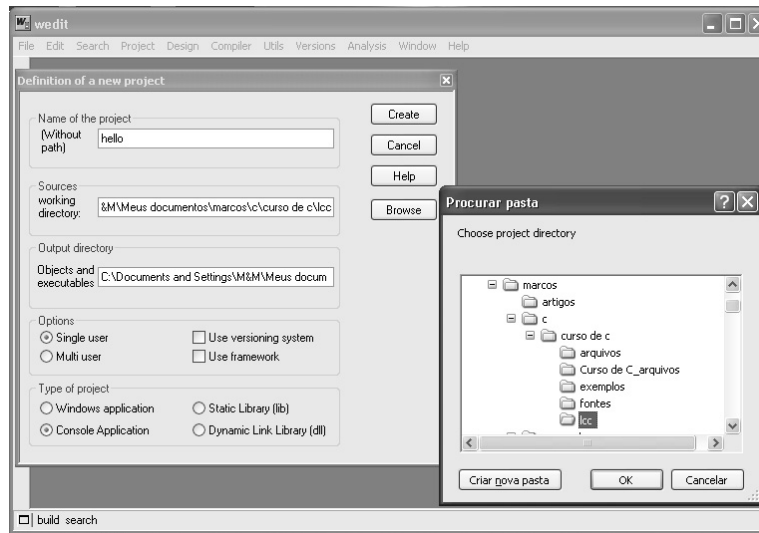 wedit
File Edit Search Project Design Compiler Utils Versions Analysis Window Help
Definition of a new project
Name of the project
(Without path)
hello
Create
Cancel
Help
Browse
Sources
working directory:
&M\Meus documentos\marcos\c\curso de c\lcc
Output directory
Objects and executables
C:\Documents and Settings\M&M\Meus docum
Options
Single user
Use versioning system
Multi user
Use framework
Type of project
Windows application
Static Library (lib)
Console Application
Dynamic Link Library (dll)
Procurar pasta
Choose project directory
marcos
artigos
c
curso de c
arquivos
Curso de C_arquivos
exemplos
fontes
lcc
Criar nova pasta
OK
Cancelar
build search